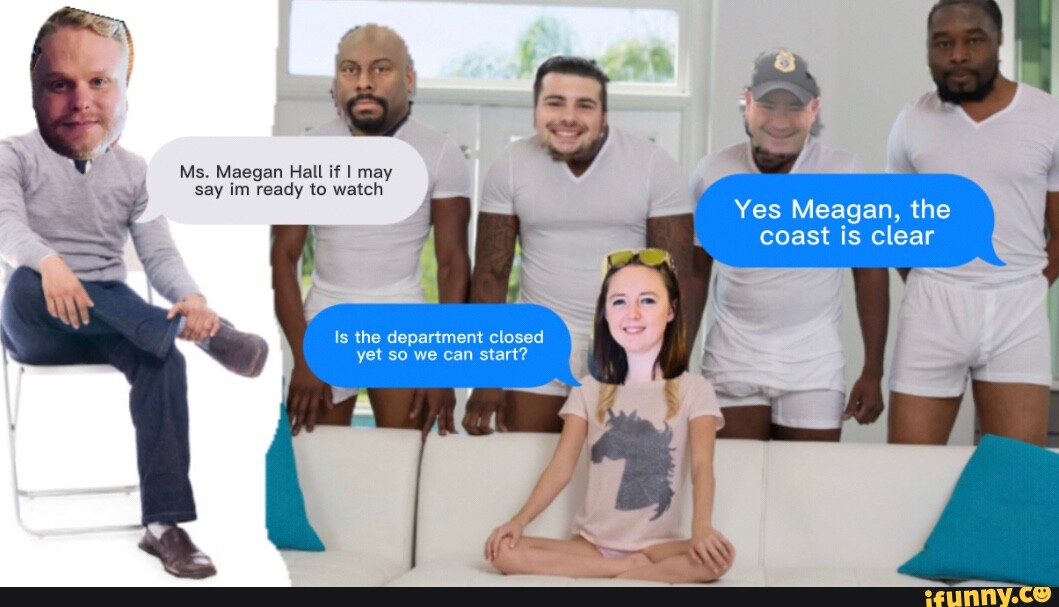 Ms. Maegan Hall if I may
say im ready to watch
Yes Meagan, the
coast is clear
Is the department closed
yet so we can start?
ifunny.co